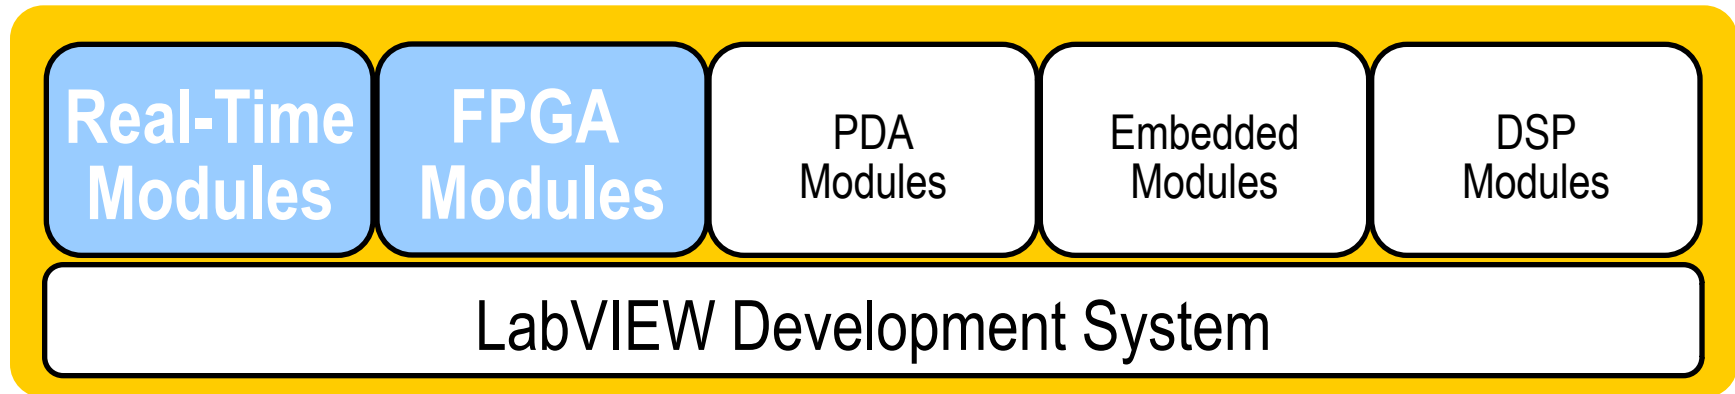 Real-Time
Modules
FPGA
Modules
PDA
Modules
Embedded
Modules
DSP
Modules
LabVIEW Development System